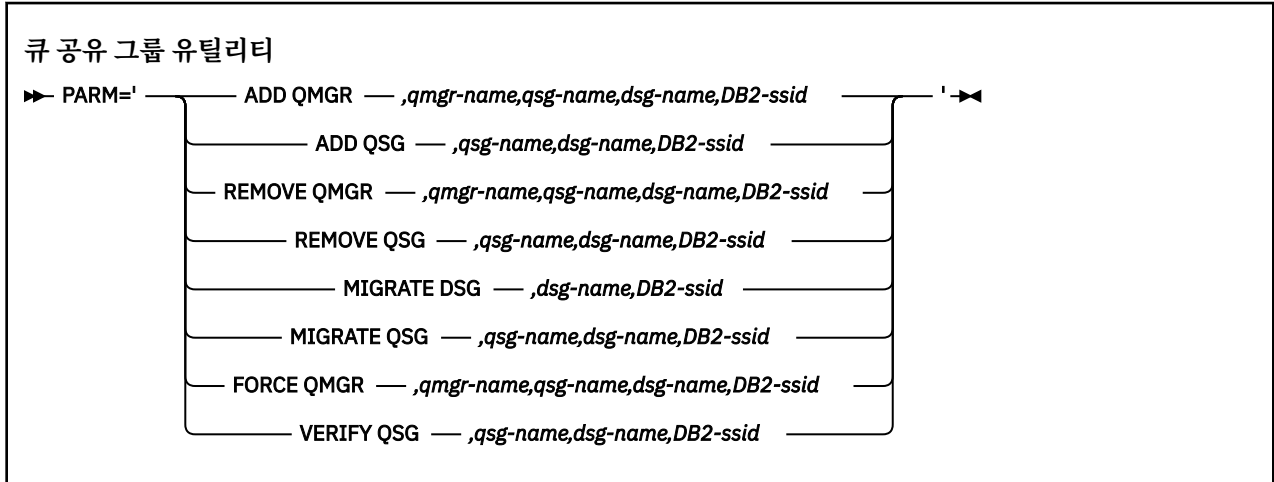 큐 공유 그룹 유틸리티
PARM=' ADD QMGR ,qmgr-name,qsg-name,dsg-name,DB2-ssid '
ADD QSG ,qsg-name,dsg-name,DB2-ssid
REMOVE QMGR ,qmgr-name,qsg-name,dsg-name,DB2-ssid
REMOVE QSG ,qsg-name,dsg-name,DB2-ssid
MIGRATE DSG ,dsg-name,DB2-ssid
MIGRATE QSG ,qsg-name,dsg-name,DB2-ssid
FORCE QMGR ,qmgr-name,qsg-name,dsg-name,DB2-ssid
VERIFY QSG ,qsg-name,dsg-name,DB2-ssid